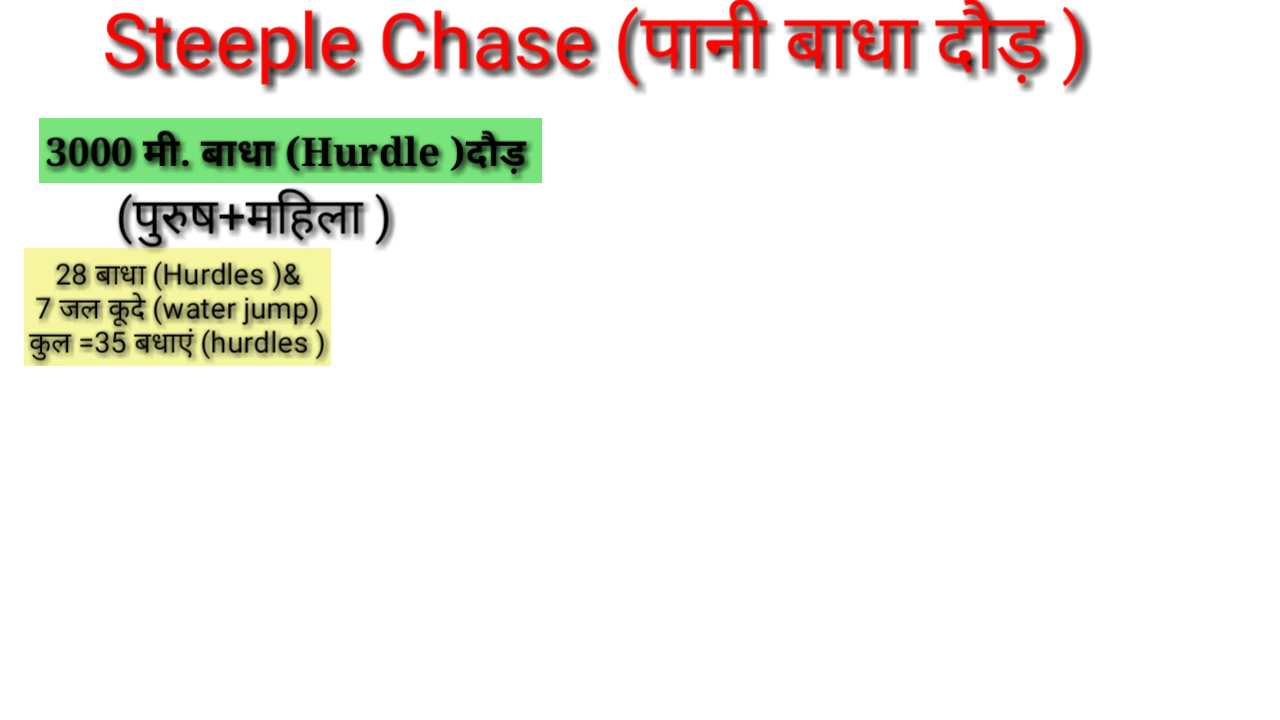 Steeple Chase (पानी बाधा दौड़ )
3000 मी. बाधा (Hurdle )दौड़
(पुरुष+महिला )
28 बाधा (Hurdles )&
7 जल कूदे (water jump)
कुल =35 बधाएं (hurdles )